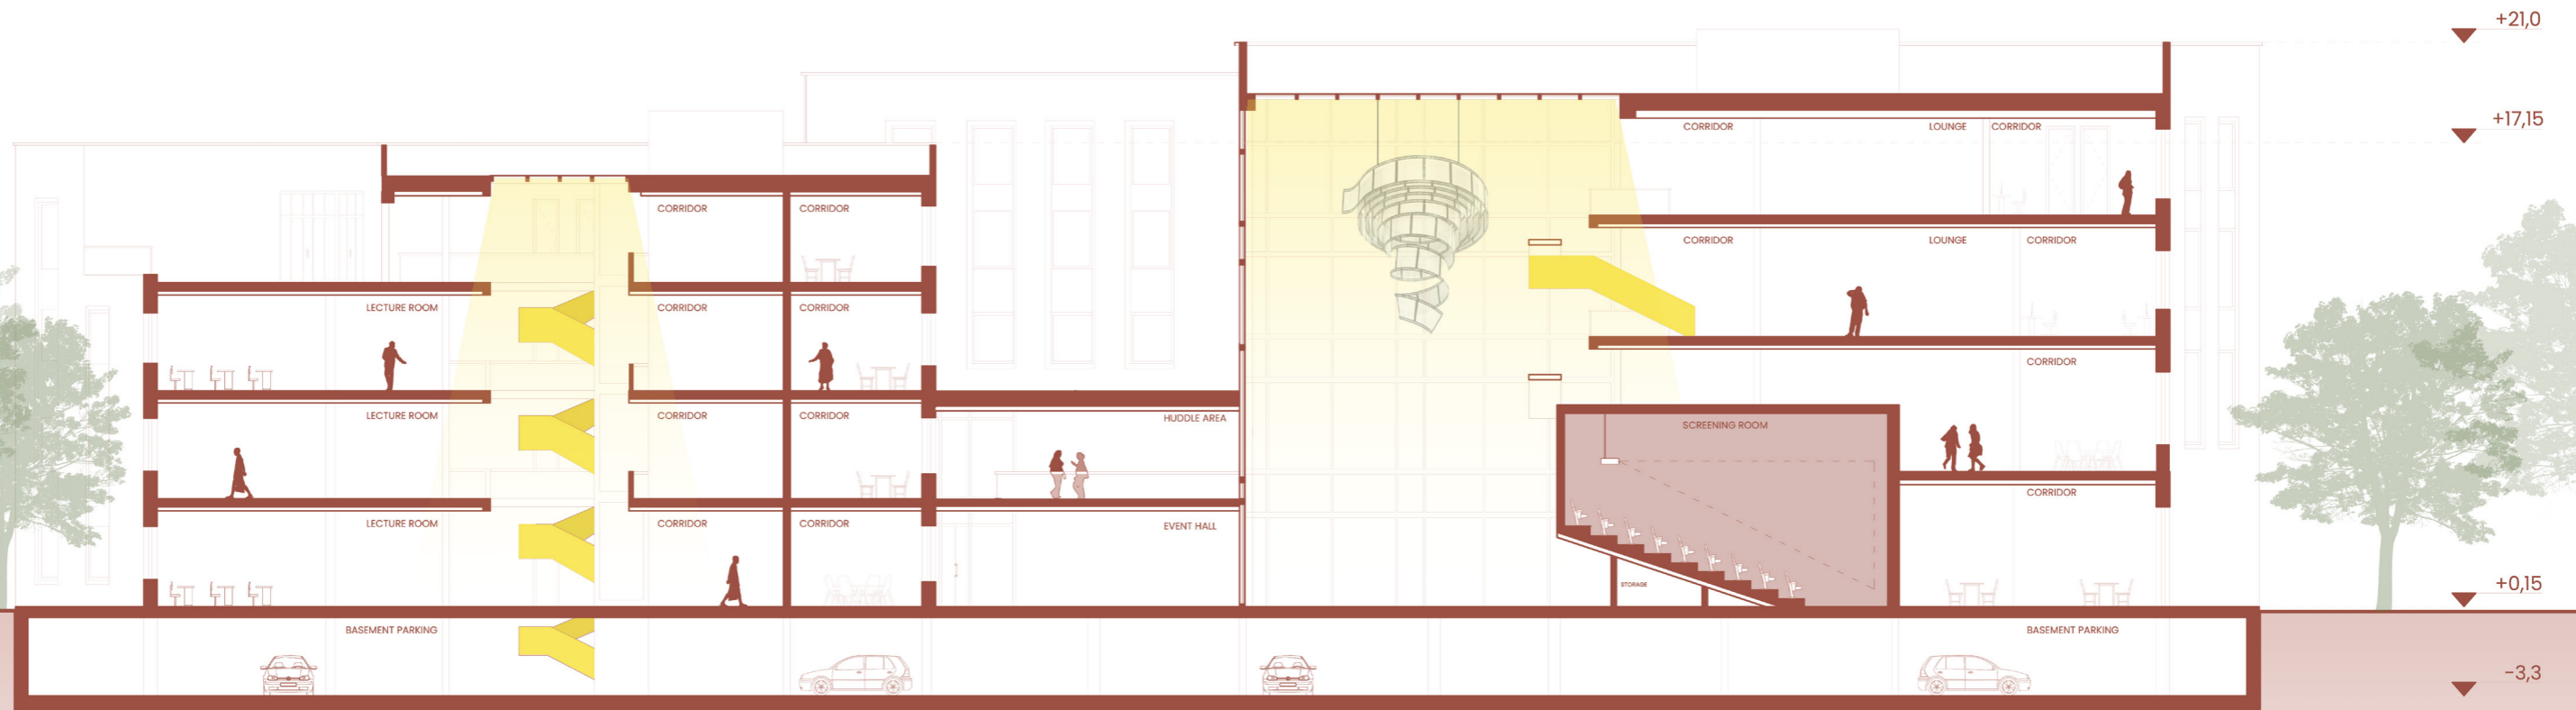 +21,0
+17,15
CORRIDOR LOUNGE CORRIDOR
CORRIDOR CORRIDOR
CORRIDOR LOUNGE CORRIDOR
LECTURE ROOM CORRIDOR CORRIDOR
CORRIDOR
LECTURE ROOM CORRIDOR CORRIDOR HUDDLE AREA
SCREENING ROOM
CORRIDOR
LECTURE ROOM CORRIDOR CORRIDOR EVENT HALL
STORAGE
+0,15
BASEMENT PARKING BASEMENT PARKING
-3,3